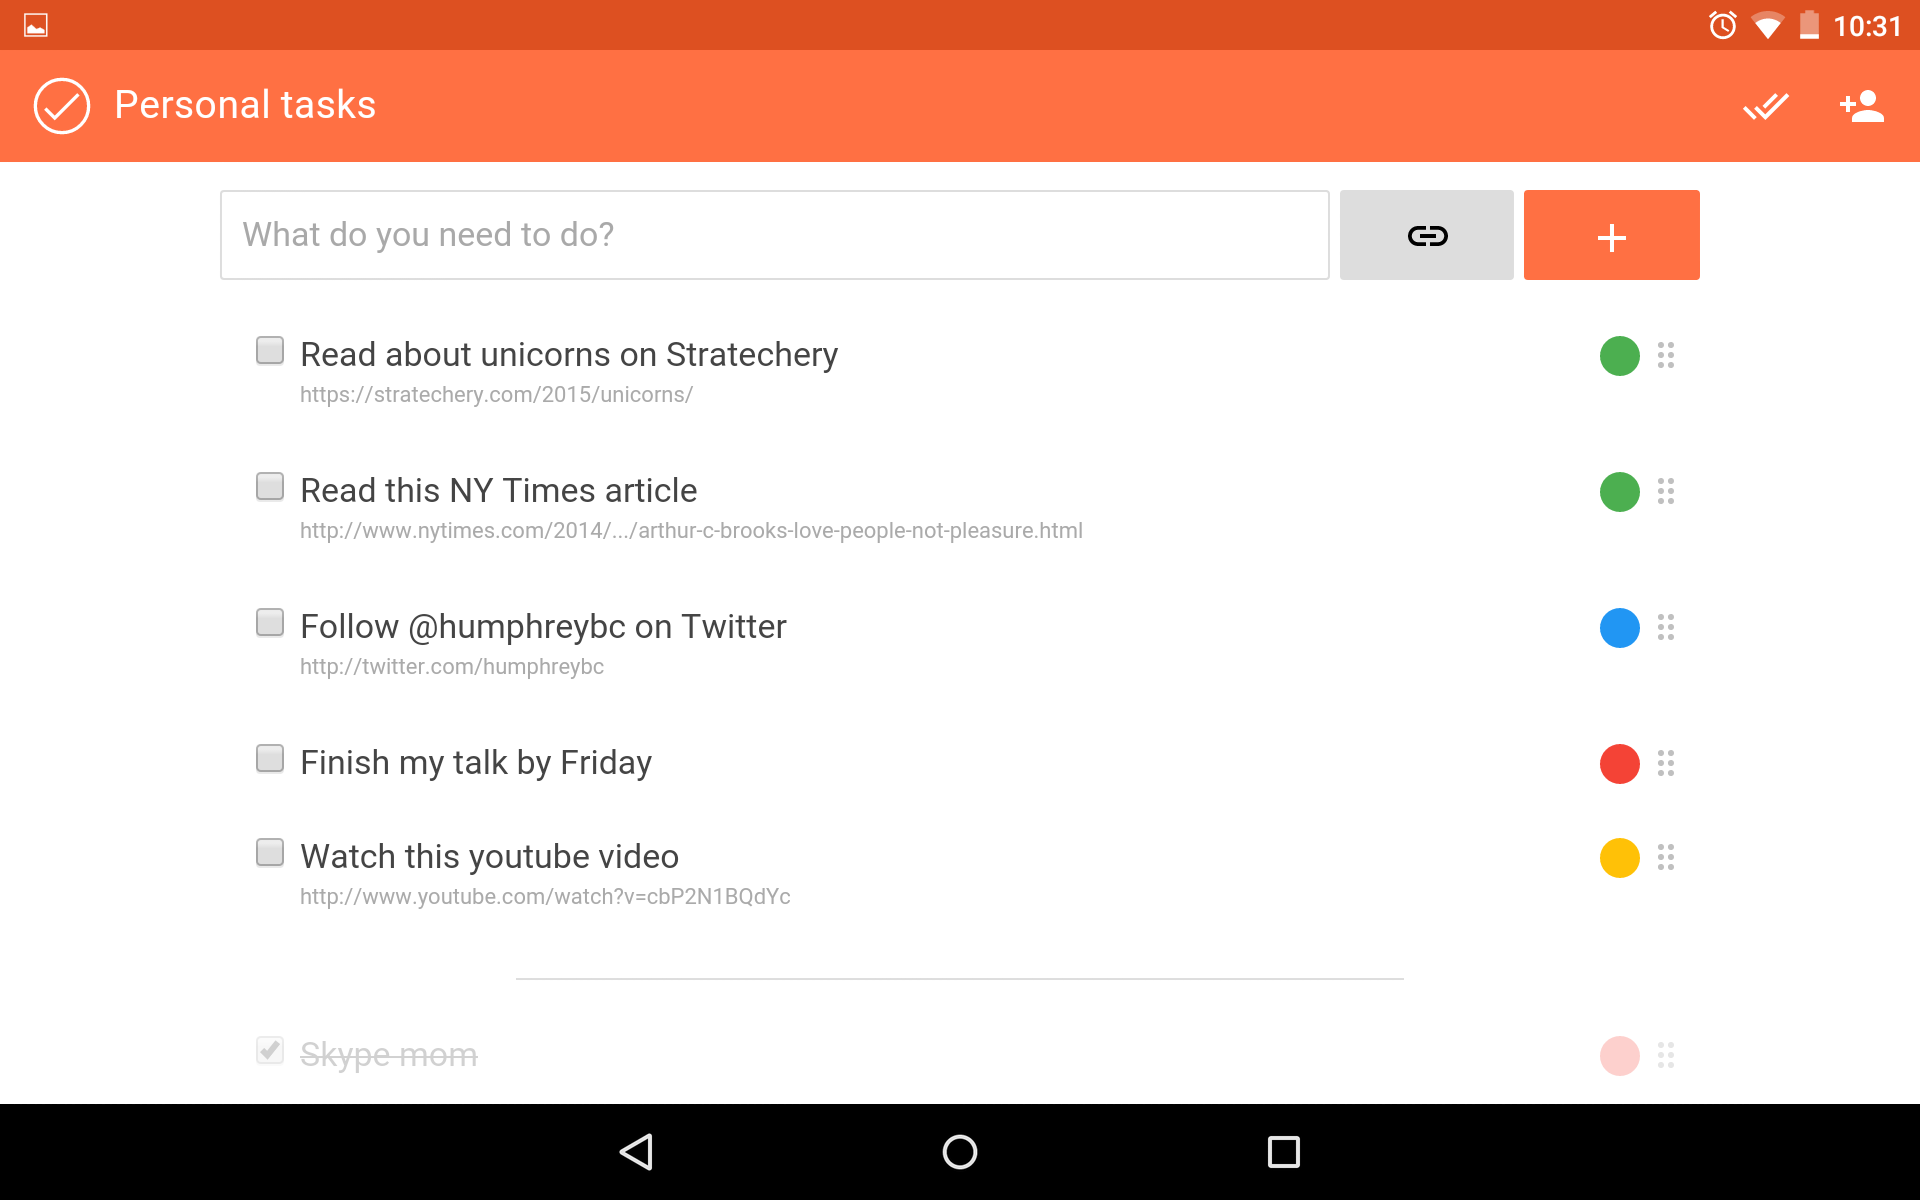 10:31
Personal tasks
What do you need to do?
Read about unicorns on Stratechery
https://stratechery.com/2015/unicorns/
Read this NY Times article
http://www.nytimes.com/2014/.../arthur-c-brooks-love-people-not-pleasure.html
Follow @humphreybc on Twitter
http://twitter.com/humphreybc
Finish my talk by Friday
Watch this youtube video
http://www.youtube.com/watch?v=cbP2N1BQdYc
Skype mom